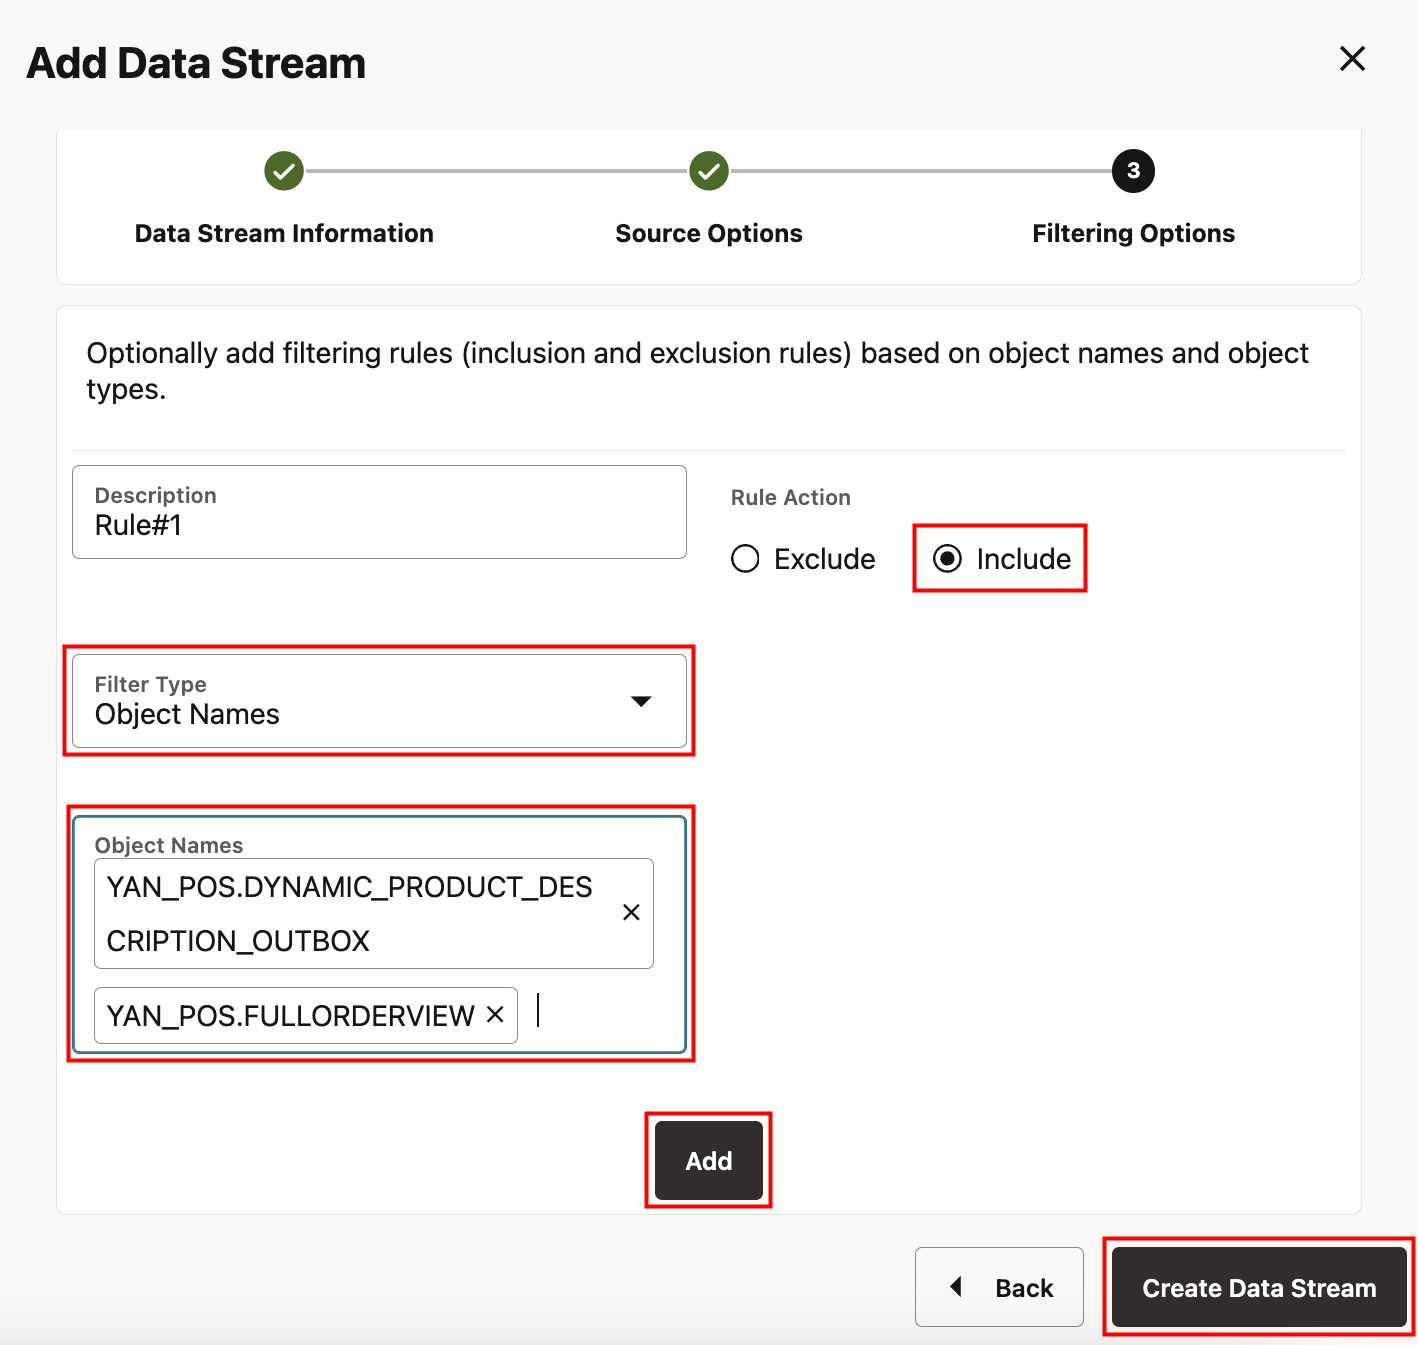 Add Data Stream
3
Data Stream Information
Source Options
Filtering Options
Optionally add filtering rules (inclusion and exclusion rules) based on object names and object
types.
Description
Rule#1
Rule Action
Exclude
Include
Filter Type
Object Names
Object Names
YAN_POS.DYNAMIC_PRODUCT_DES
CRIPTION_OUTBOX
YAN_POS.FULLORDERVIEW
Add
Back
Create Data Stream